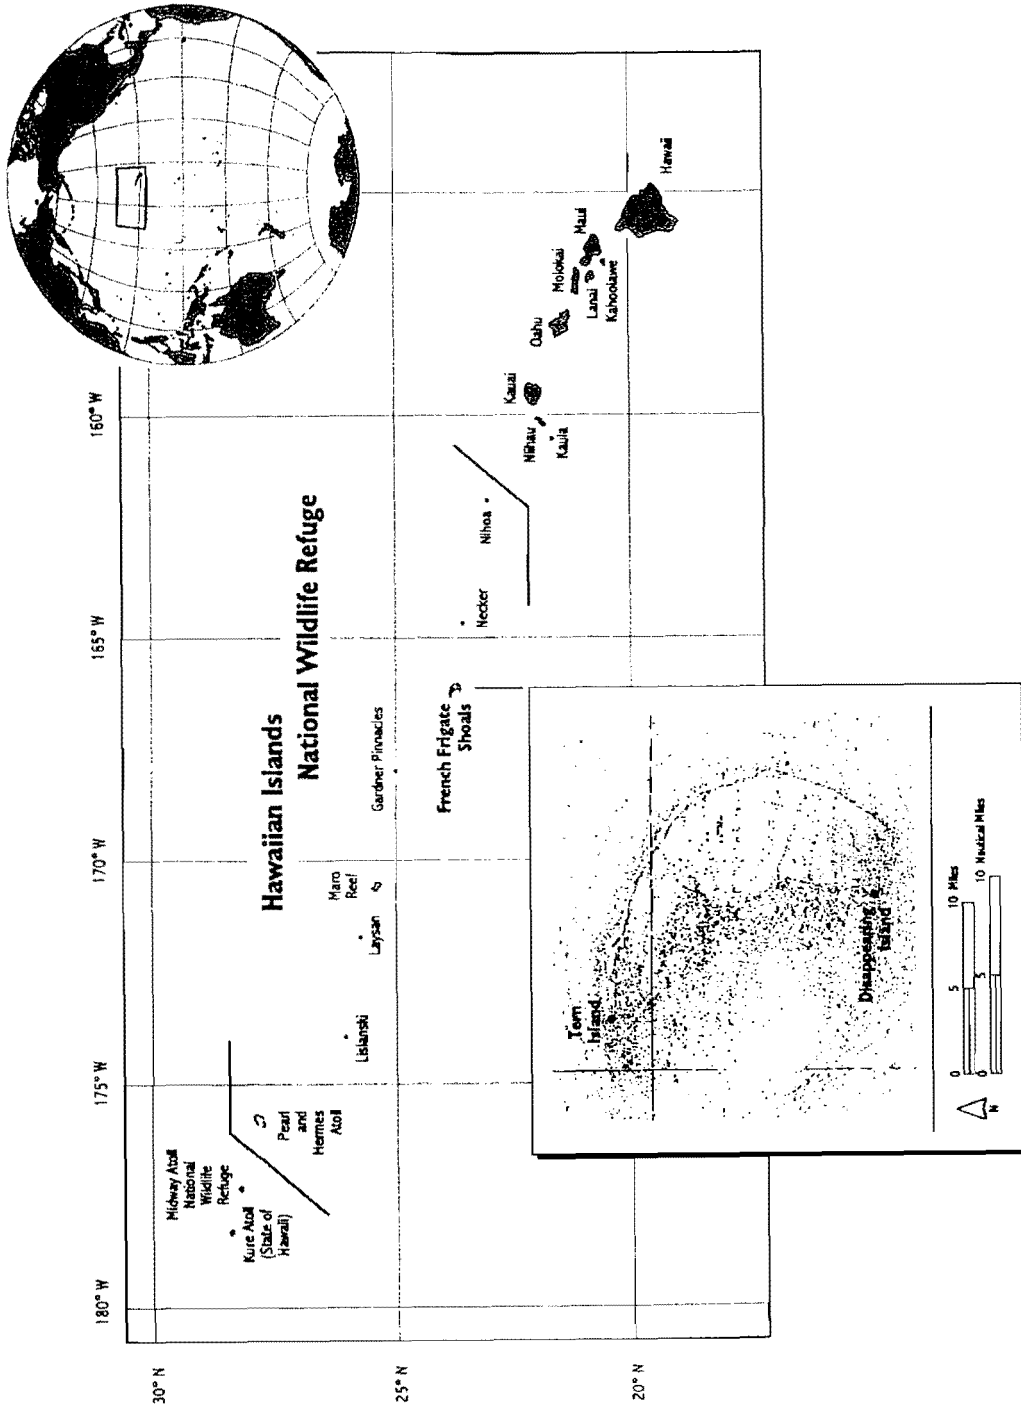 180° W
175° W
170° W
165° W
160° W
30° N
25° N
20° N
Hawaiian Islands
National Wildlife Refuge
Midway Atoll
National
Wildlife
Refuge
Kure Atoll
(State of
Hawaii)
Pearl
and
Hermes
Atoll
Lisianski
Laysan
Maro
Reef
Gardner Pinnacles
French Frigate
Shoals
Necker
Nihoa
Niihau
Kaula
Kauai
Oahu
Molokai
Maui
Lanai
Kahoolawe
Hawaii
Tern
Island
Disappearing
Island
N
0 5 10 Miles
0 5 10 Nautical Miles